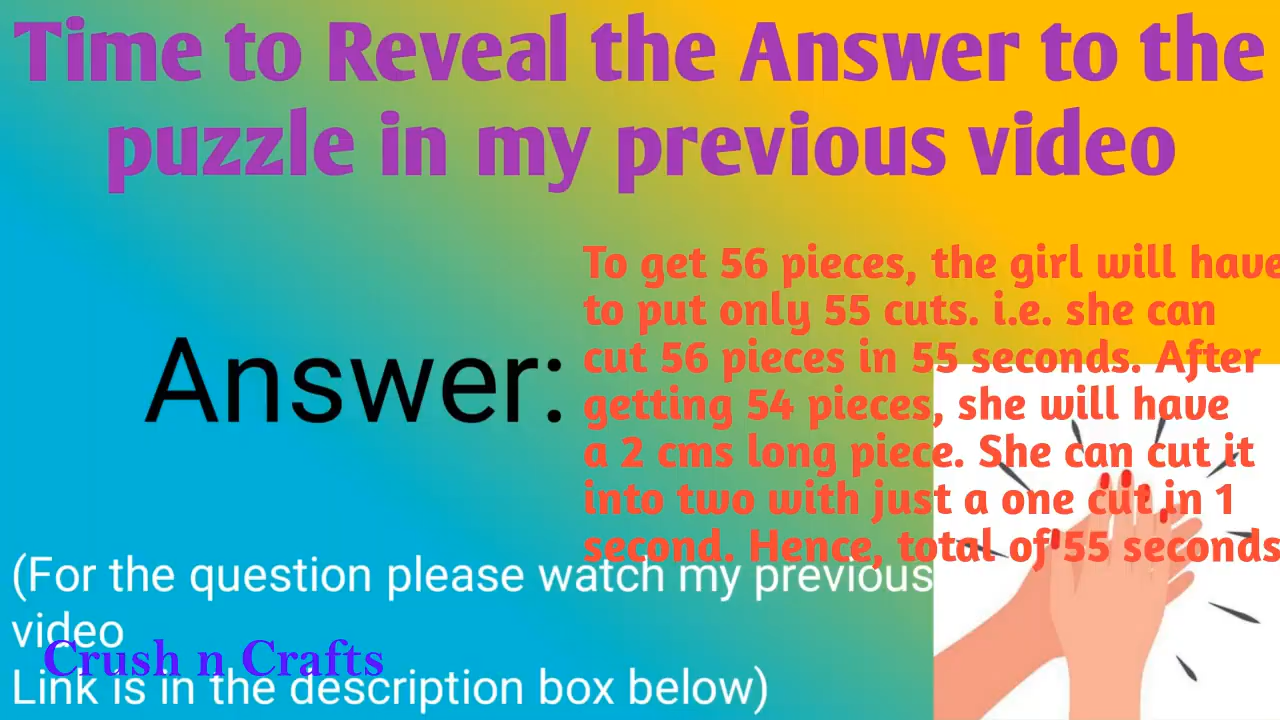 Time to Reveal the Answer to the
puzzle in my previous video
Answer:
To get 56 pieces, the girl will have
to put only 55 cuts. i.e. she can
cut 56 pieces in 55 seconds. After
getting 54 pieces, she will have
a 2 cms long piece. She can cut it
into two with just a one cut in 1
second. Hence, total of 55 seconds
(For the question please watch my previous
video
Crush n Crafts
Link is in the description box below)